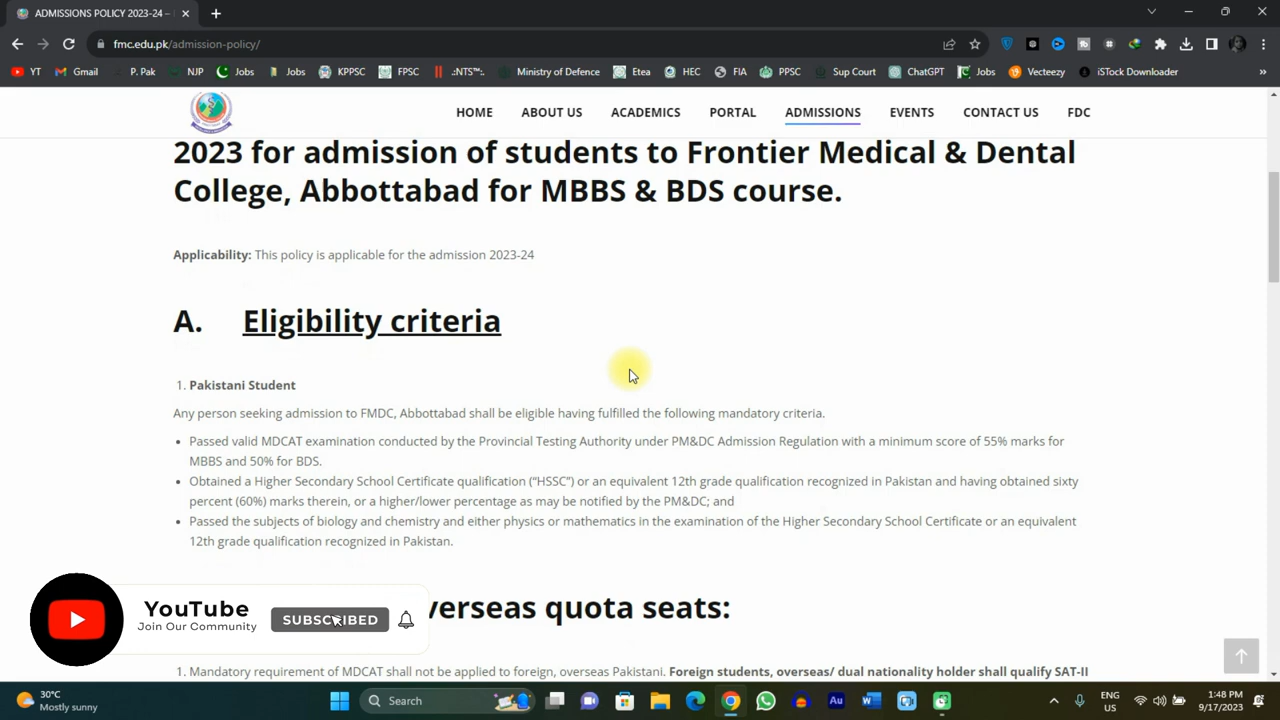 ADMISSIONS POLICY 2023-24 –
fmc.edu.pk/admission-policy/
YT Gmail P. Pak NJP Jobs Jobs KPPSC FPSC ::NTS™:. Ministry of Defence Etea HEC FIA PPSC Sup Court ChatGPT Jobs Vecteezy iSTock Downloader »
HOME ABOUT US ACADEMICS PORTAL ADMISSIONS EVENTS CONTACT US FDC
2023 for admission of students to Frontier Medical & Dental
College, Abbottabad for MBBS & BDS course.
Applicability: This policy is applicable for the admission 2023-24
A. Eligibility criteria
1. Pakistani Student
Any person seeking admission to FMDC, Abbottabad shall be eligible having fulfilled the following mandatory criteria.
• Passed valid MDCAT examination conducted by the Provincial Testing Authority under PM&DC Admission Regulation with a minimum score of 55% marks for
MBBS and 50% for BDS.
• Obtained a Higher Secondary School Certificate qualification (“HSSC”) or an equivalent 12th grade qualification recognized in Pakistan and having obtained sixty
percent (60%) marks therein, or a higher/lower percentage as may be notified by the PM&DC; and
• Passed the subjects of biology and chemistry and either physics or mathematics in the examination of the Higher Secondary School Certificate or an equivalent
12th grade qualification recognized in Pakistan.
verseas quota seats:
YouTube
Join Our Community
SUBSCRIBED
1. Mandatory requirement of MDCAT shall not be applied to foreign, overseas Pakistani. Foreign students, overseas/ dual nationality holder shall qualify SAT-II
30°C
Mostly sunny
Search
ENG
US
1:48 PM
9/17/2023